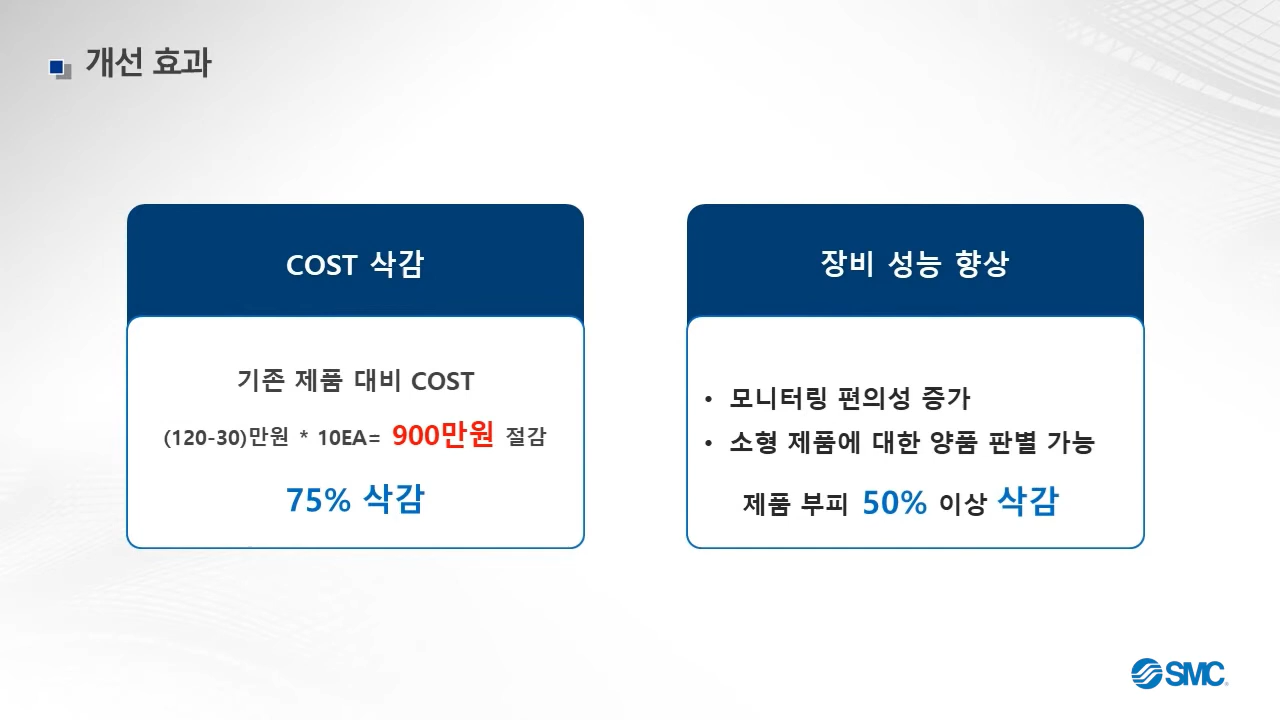 개선 효과
COST 삭감
기존 제품 대비 COST
(120-30)만원 * 10EA= 900만원 절감
75% 삭감
장비 성능 향상
• 모니터링 편의성 증가
• 소형 제품에 대한 양품 판별 가능
제품 부피 50% 이상 삭감
SMC